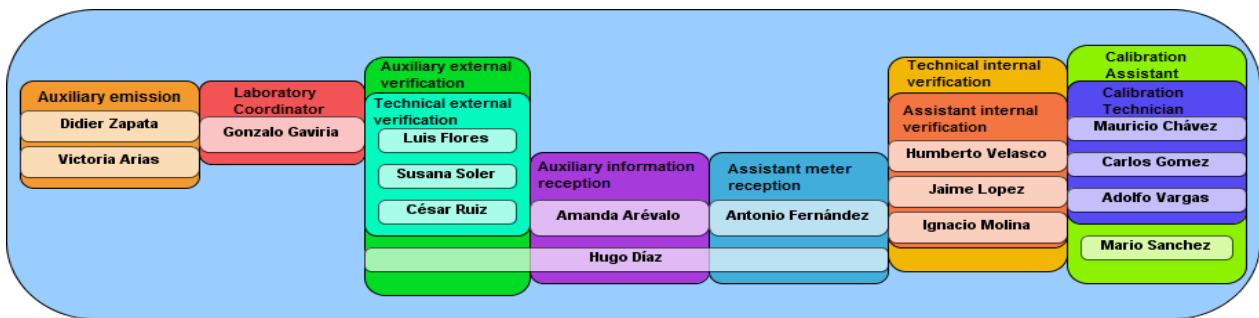 Auxiliary emission
Didier Zapata
Victoria Arias
Laboratory
Coordinator
Gonzalo Gaviria
Auxiliary external
verification
Technical external
verification
Luis Flores
Susana Soler
César Ruiz
Auxiliary information
reception
Amanda Arévalo
Assistant meter
reception
Antonio Fernández
Hugo Díaz
Technical internal
verification
Assistant internal
verification
Humberto Velasco
Jaime Lopez
Ignacio Molina
Calibration
Assistant
Calibration
Technician
Mauricio Chávez
Carlos Gomez
Adolfo Vargas
Mario Sanchez